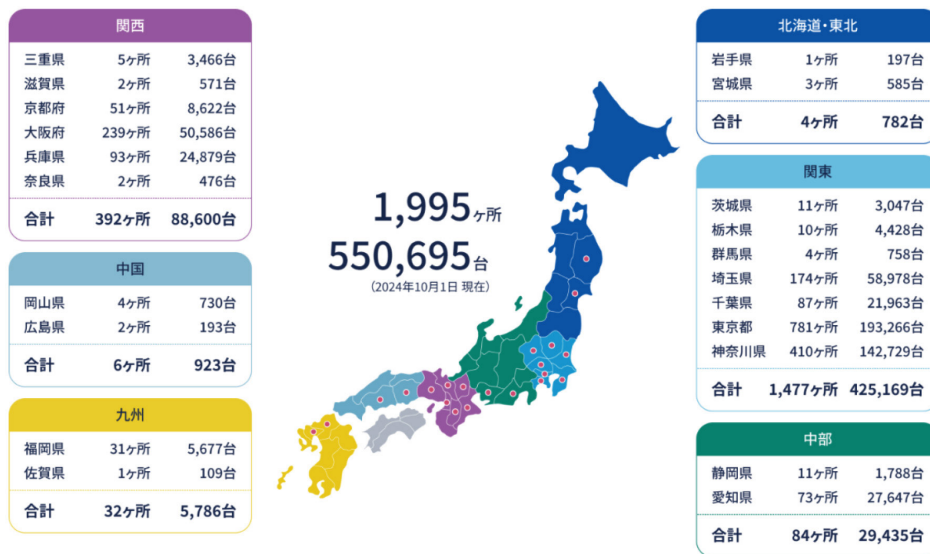 関西
三重県 5ヶ所 3,466台
滋賀県 2ヶ所 571台
京都府 51ヶ所 8,622台
大阪府 239ヶ所 50,586台
兵庫県 93ヶ所 24,879台
奈良県 2ヶ所 476台
合計 392ヶ所 88,600台
中国
岡山県 4ヶ所 730台
広島県 2ヶ所 193台
合計 6ヶ所 923台
九州
福岡県 31ヶ所 5,677台
佐賀県 1ヶ所 109台
合計 32ヶ所 5,786台
1,995ヶ所
550,695台
(2024年10月1日 現在)
北海道・東北
岩手県 1ヶ所 197台
宮城県 3ヶ所 585台
合計 4ヶ所 782台
関東
茨城県 11ヶ所 3,047台
栃木県 10ヶ所 4,428台
群馬県 4ヶ所 758台
埼玉県 174ヶ所 58,978台
千葉県 87ヶ所 21,963台
東京都 781ヶ所 193,266台
神奈川県 410ヶ所 142,729台
合計 1,477ヶ所 425,169台
中部
静岡県 11ヶ所 1,788台
愛知県 73ヶ所 27,647台
合計 84ヶ所 29,435台